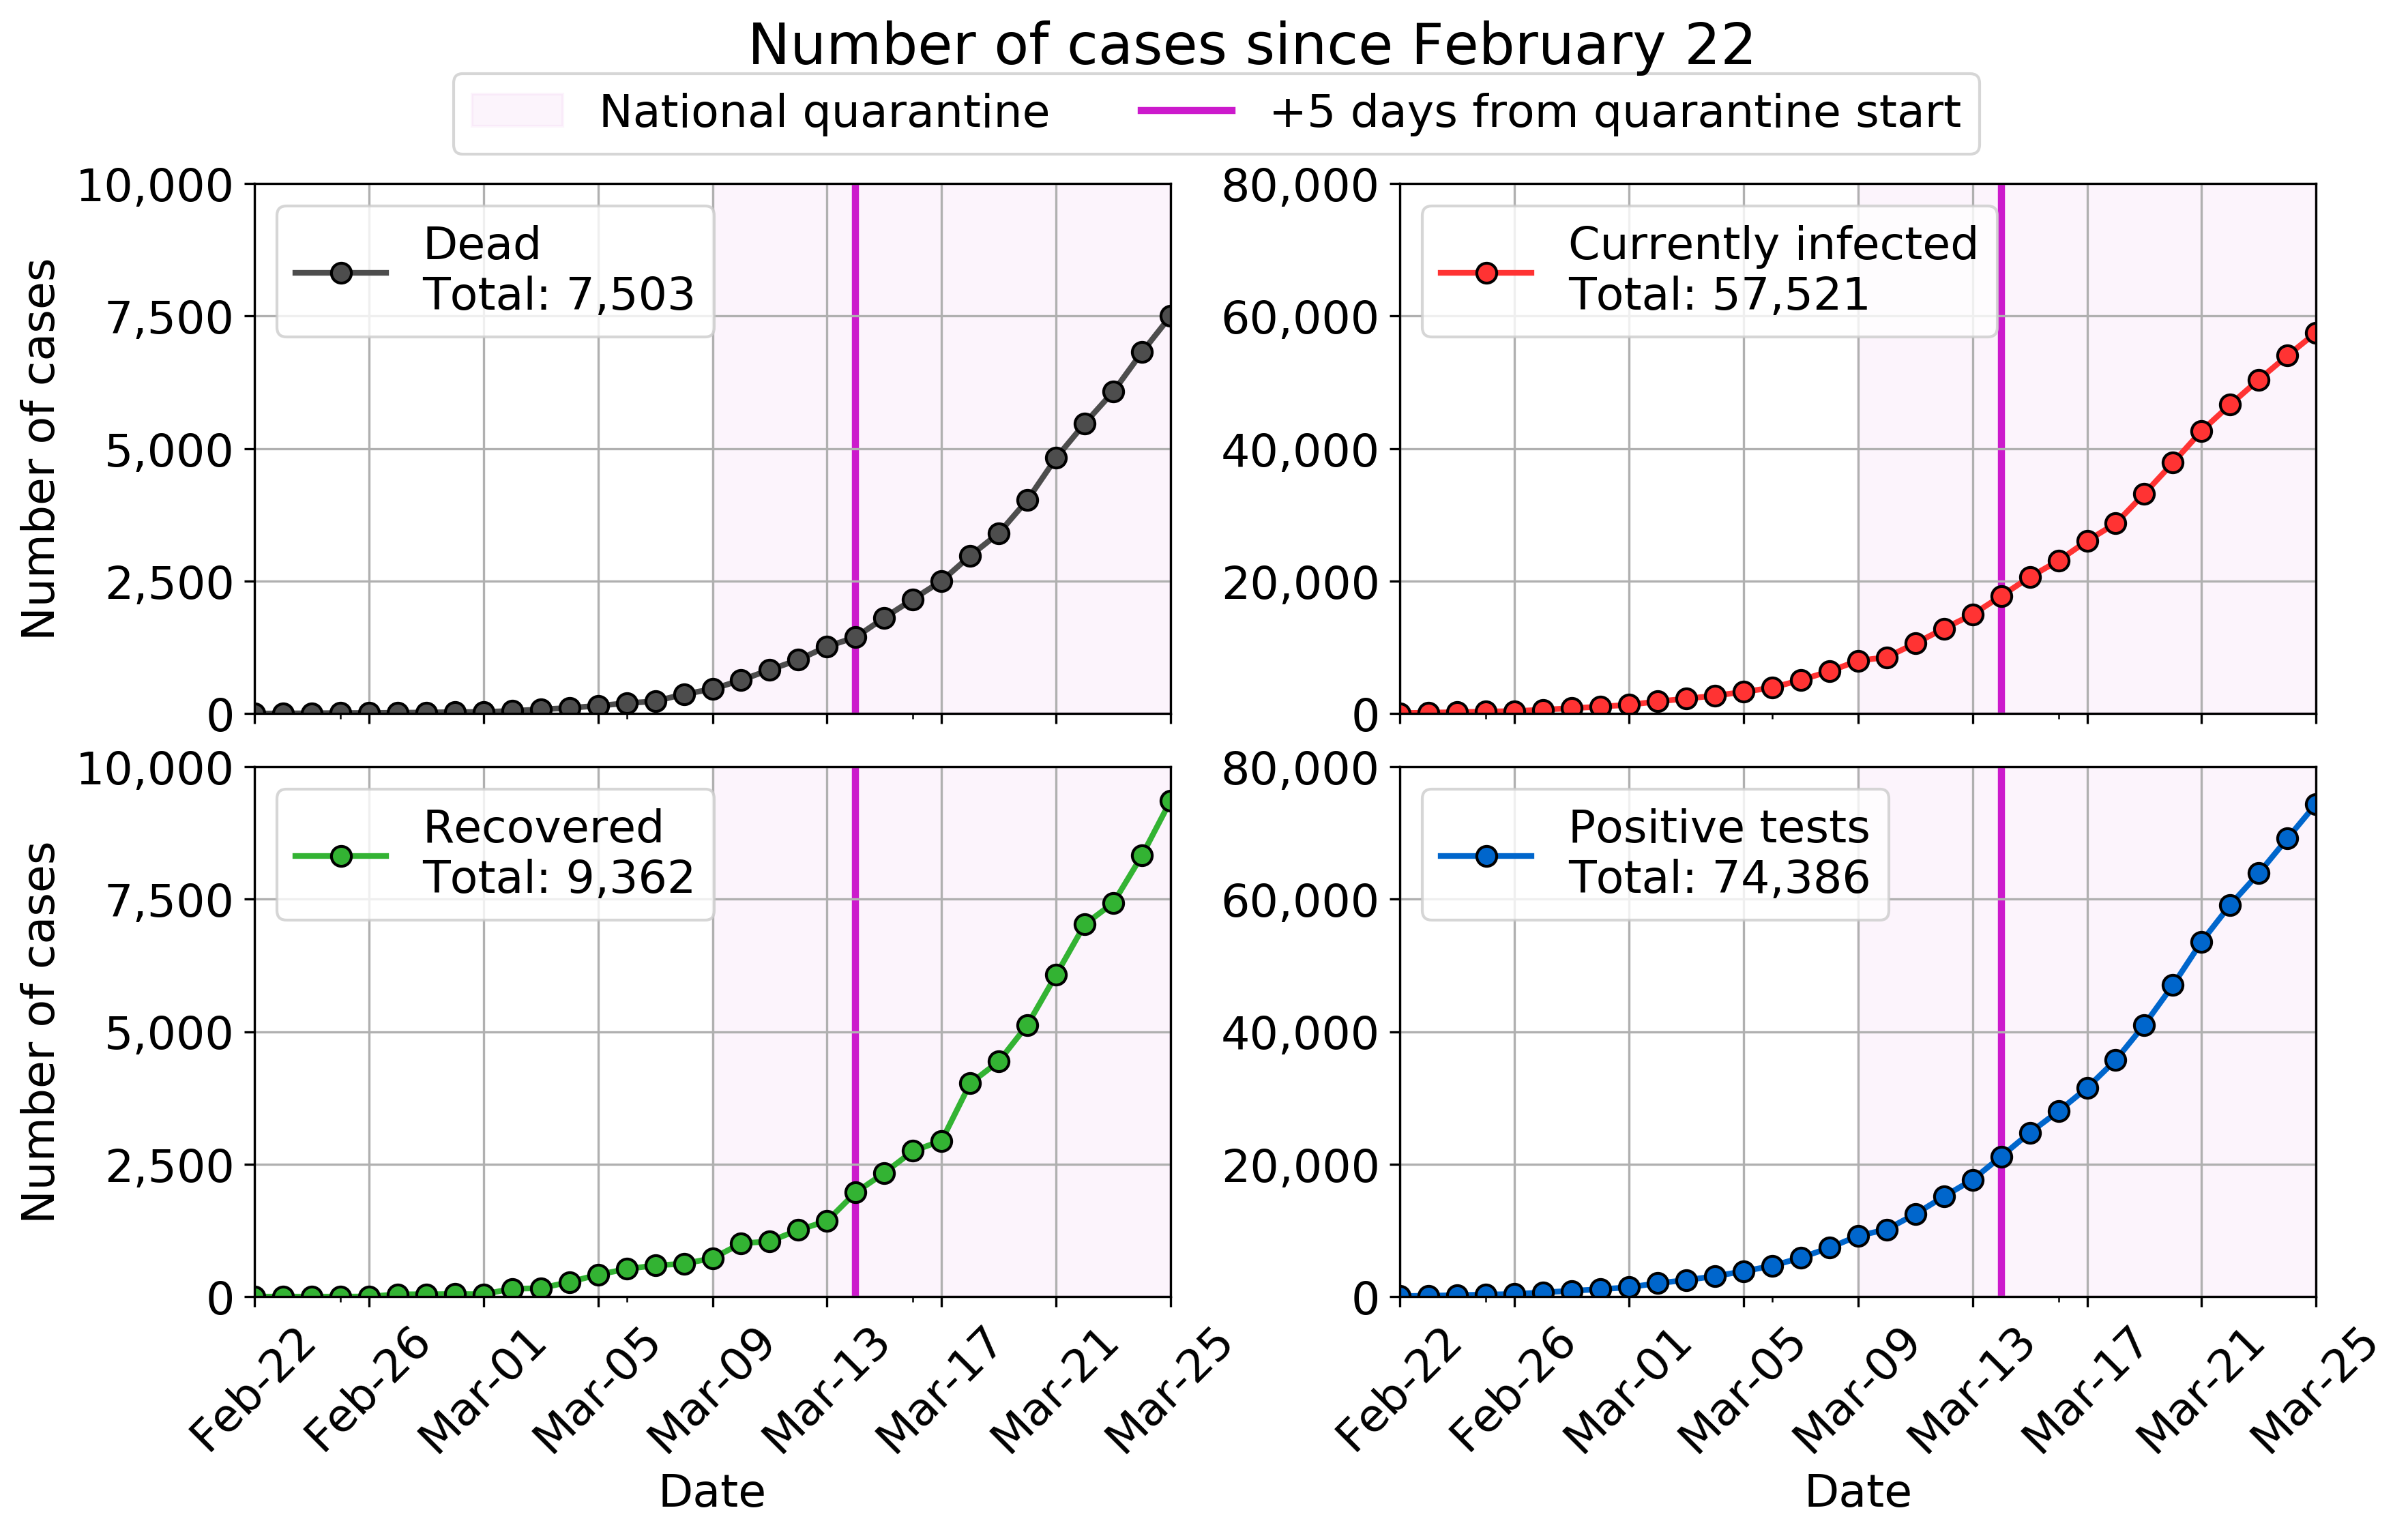 Number of cases since February 22
National quarantine
+5 days from quarantine start
10,000
7,500
5,000
2,500
0
Number of cases
Dead
Total: 7,503
80,000
60,000
40,000
20,000
0
Currently infected
Total: 57,521
10,000
7,500
5,000
2,500
0
Number of cases
Recovered
Total: 9,362
Feb-22
Feb-26
Mar-01
Mar-05
Mar-09
Mar-13
Mar-17
Mar-21
Mar-25
Date
80,000
60,000
40,000
20,000
0
Positive tests
Total: 74,386
Feb-22
Feb-26
Mar-01
Mar-05
Mar-09
Mar-13
Mar-17
Mar-21
Mar-25
Date